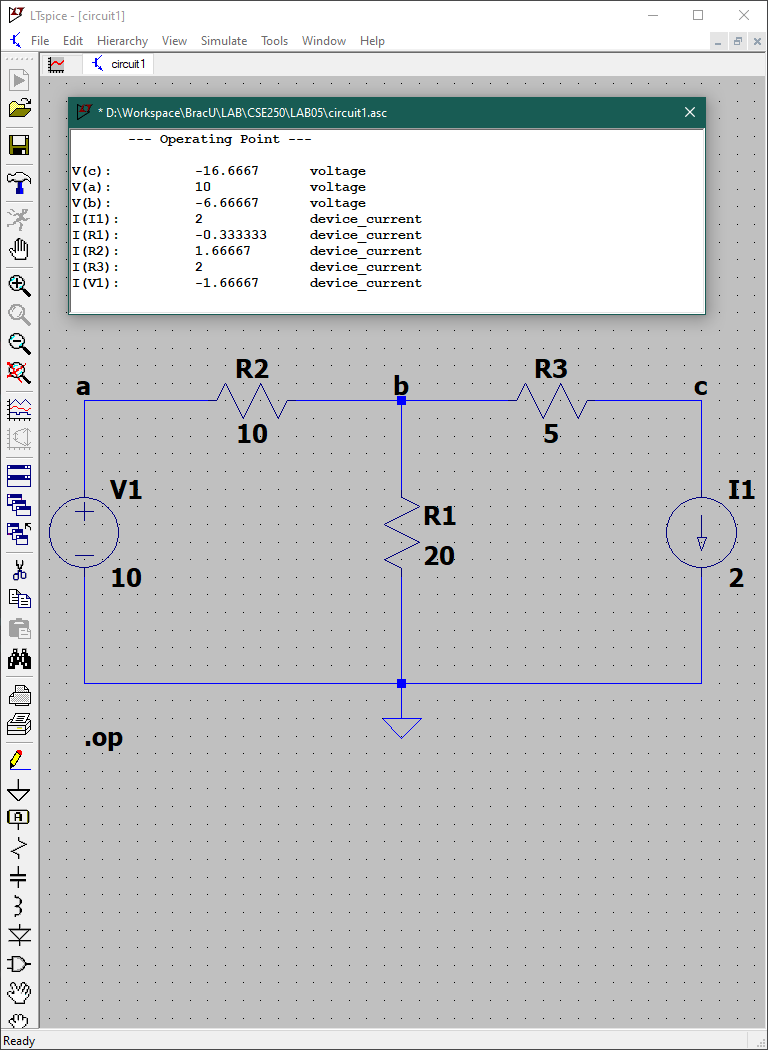 LTspice - [circuit1]
File Edit Hierarchy View Simulate Tools Window Help
circuit1
* D:\Workspace\BracU\LAB\CSE250\LAB05\circuit1.asc
--- Operating Point ---
V(c): -16.6667 voltage
V(a): 10 voltage
V(b): -6.66667 voltage
I(I1): 2 device_current
I(R1): -0.333333 device_current
I(R2): 1.66667 device_current
I(R3): 2 device_current
I(V1): -1.66667 device_current
R2 R3
a b c
10 5
V1 I1
R1
20
10 2
.op
A
Ready